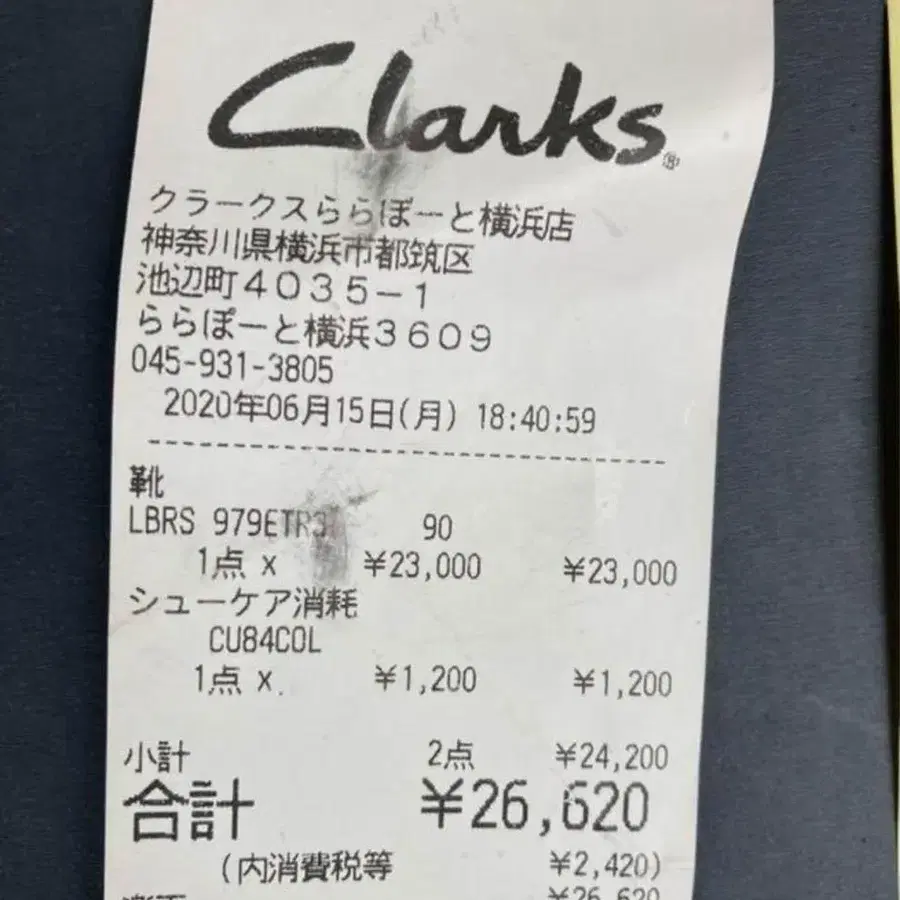 Clarks®
クラークスららぽーと横浜店
神奈川県横浜市都筑区
池辺町4035-1
ららぽーと横浜3609
045-931-3805
2020年06月15日(月) 18:40:59
靴
LBRS 90
1点 x ¥23,000 ¥23,000
シューケア消耗
CU84COL
1点 x ¥1,200 ¥1,200
小計 2点 ¥24,200
合計 ¥26,620
(内消費税等 ¥2,420)
¥26,620